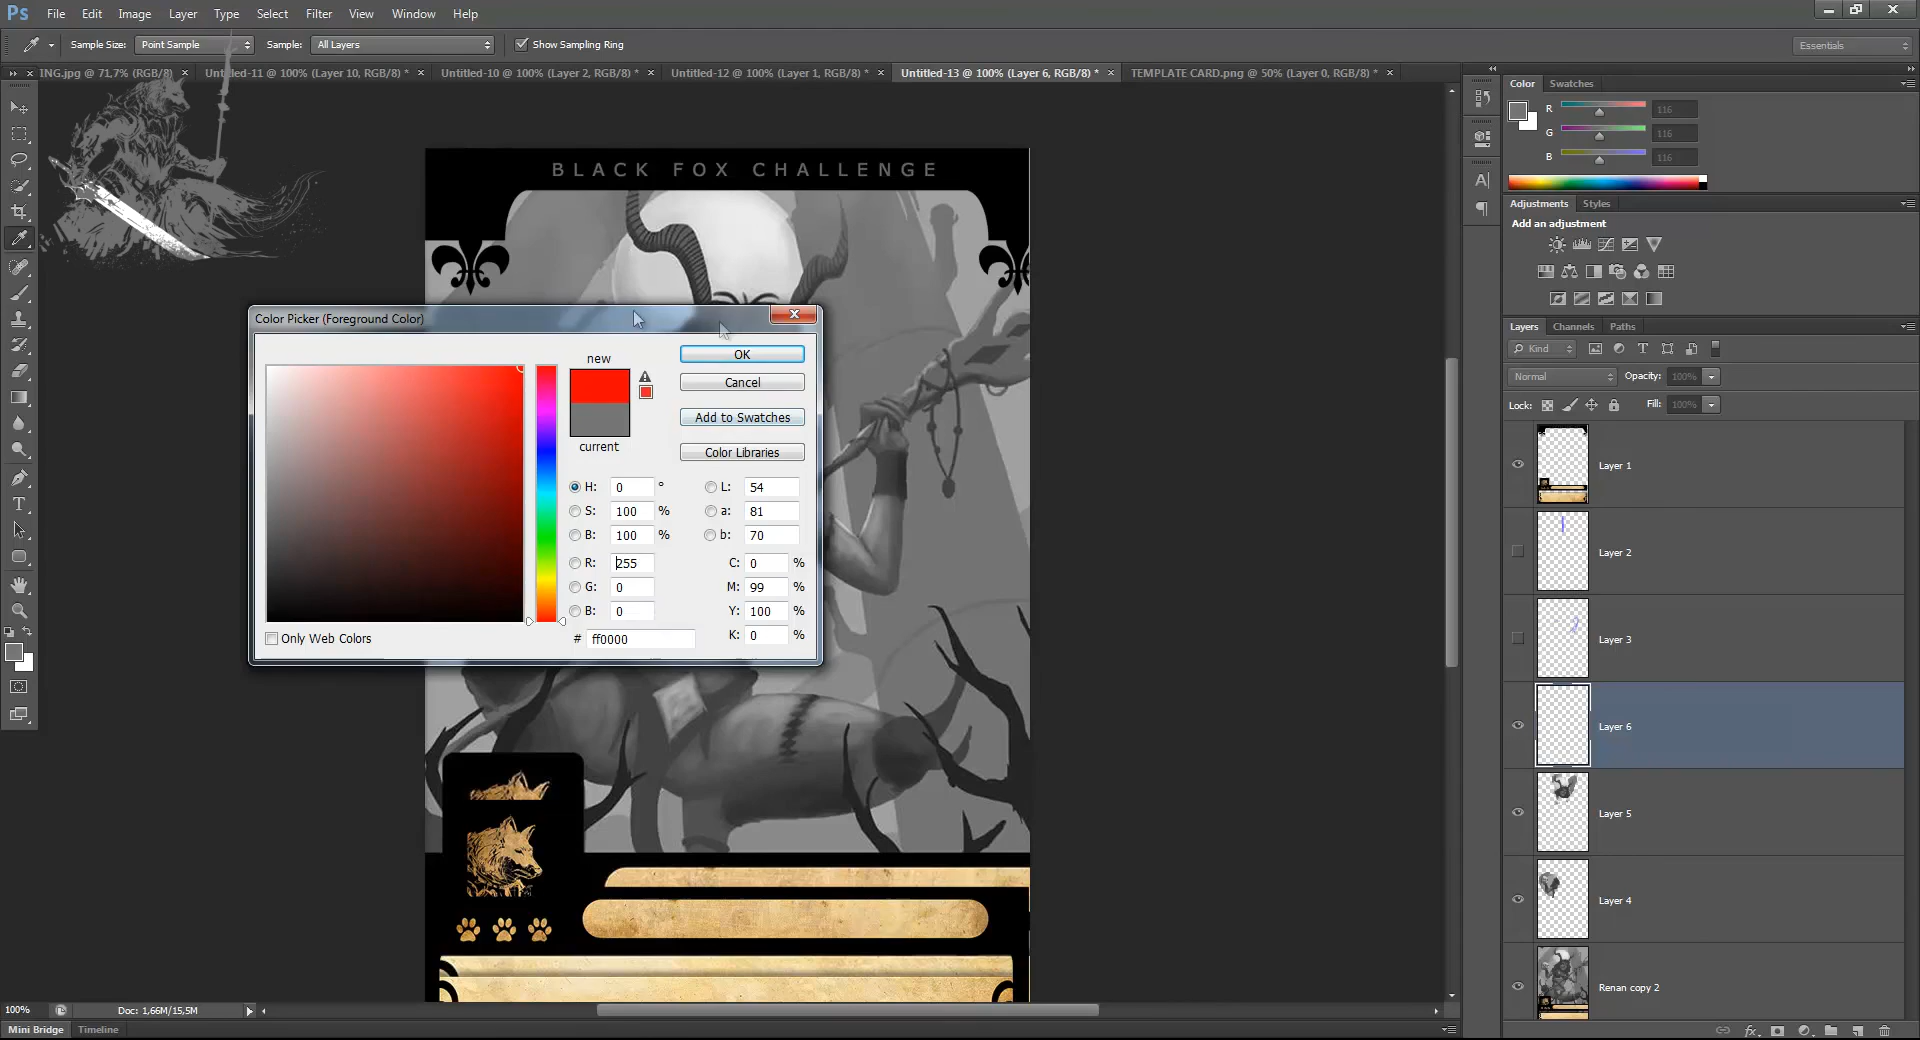 Ps File Edit Image Layer Type Select Filter View Window Help
Sample Size: Point Sample Sample: All Layers Show Sampling Ring Essentials
ING.jpg @ 71,7% (RGB/8) Untitled-11 @ 100% (Layer 10, RGB/8) * Untitled-10 @ 100% (Layer 2, RGB/8) * Untitled-12 @ 100% (Layer 1, RGB/8) * Untitled-13 @ 100% (Layer 6, RGB/8) * TEMPLATE CARD.png @ 50% (Layer 0, RGB/8) *
Color Swatches
R 116
G 116
B 116
Adjustments Styles
Add an adjustment
Layers Channels Paths
Kind
Normal Opacity: 100%
Lock: Fill: 100%
Layer 1
Layer 2
Layer 3
Layer 6
Layer 5
Layer 4
Renan copy 2
BLACK FOX CHALLENGE
Color Picker (Foreground Color)
new
current
OK
Cancel
Add to Swatches
Color Libraries
H: 0 ° L: 54
S: 100 % a: 81
B: 100 % b: 70
R: 255 C: 0 %
G: 0 M: 99 %
B: 0 Y: 100 %
# ff0000 K: 0 %
Only Web Colors
100% Doc: 1,66M/15,5M
Mini Bridge Timeline